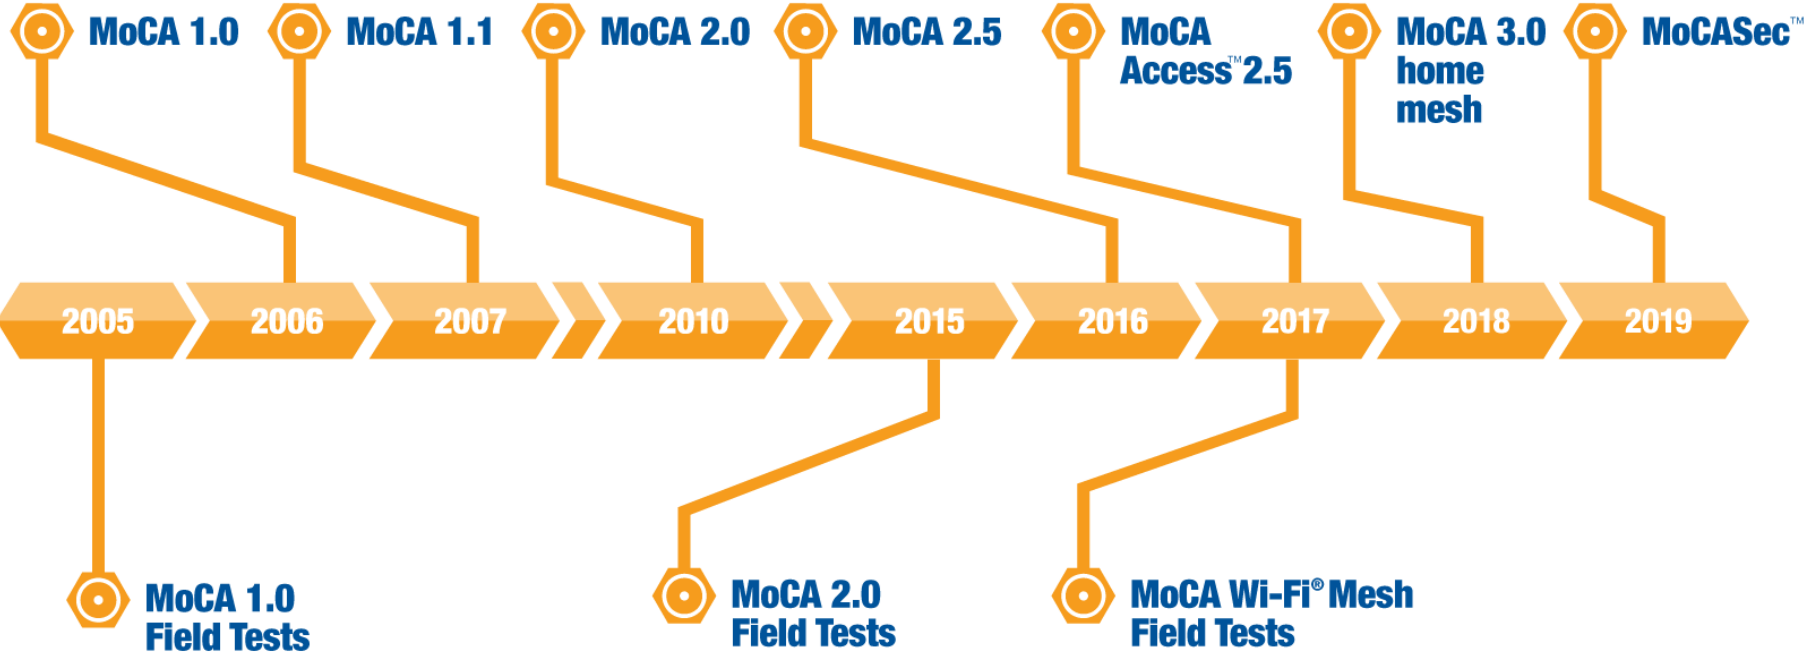 MoCA 1.0
MoCA 1.1
MoCA 2.0
MoCA 2.5
MoCA
Access™ 2.5
MoCA 3.0
home
mesh
MoCASec™
2005
2006
2007
2010
2015
2016
2017
2018
2019
MoCA 1.0
Field Tests
MoCA 2.0
Field Tests
MoCA Wi-Fi® Mesh
Field Tests